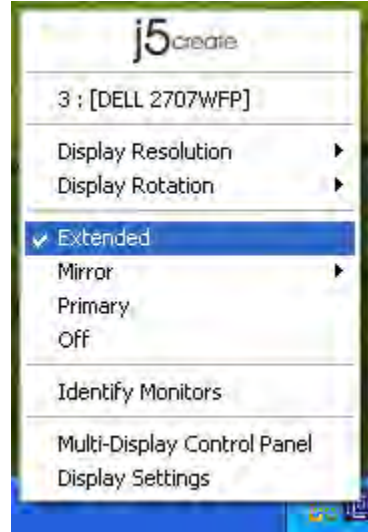 j5create
3 : [DELL 2707WFP]
Display Resolution
Display Rotation
Extended
Mirror
Primary
Off
Identify Monitors
Multi-Display Control Panel
Display Settings